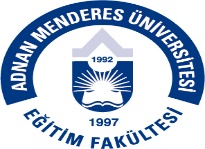 ADNAN MENDERES ÜNİVERSİTESİ
1992
1997
EĞİTİM FAKÜLTESİ